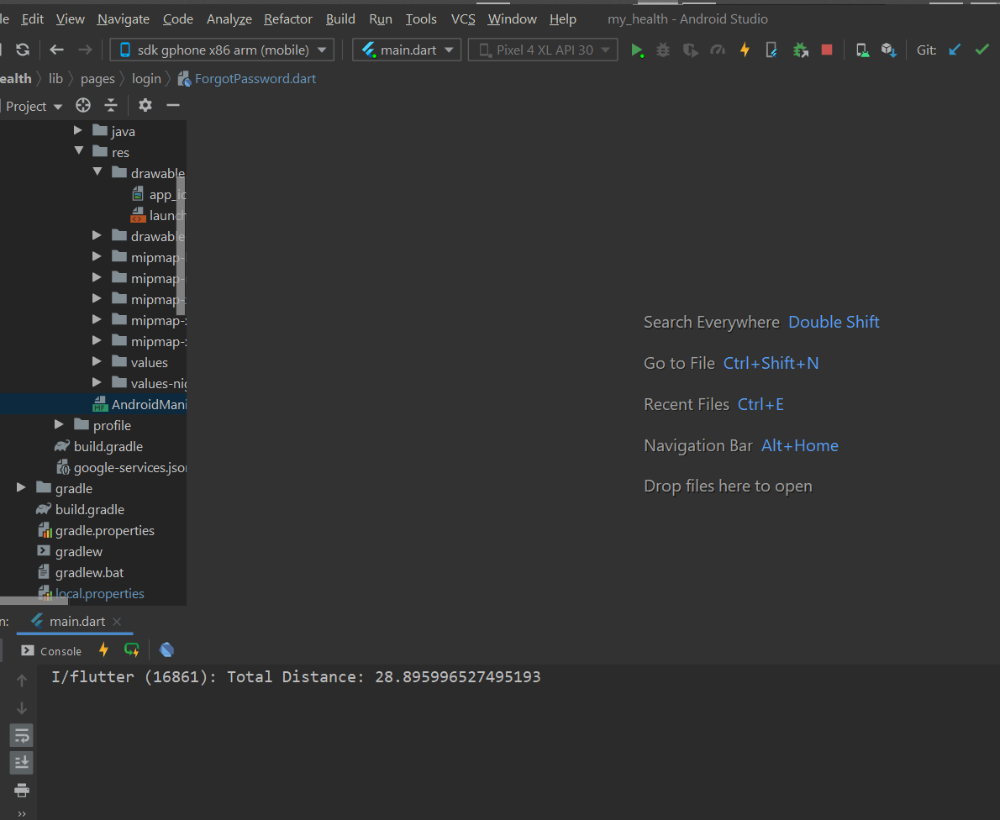 le Edit View Navigate Code Analyze Refactor Build Run Tools VCS Window Help my_health - Android Studio
sdk gphone x86 arm (mobile) main.dart Pixel 4 XL API 30 Git:
ealth lib pages login ForgotPassword.dart
Project
java
res
drawable
app_ic
launch
drawable
mipmap-
mipmap-
mipmap-
mipmap-x
mipmap-x
values
values-nig
AndroidMani
profile
build.gradle
google-services.json
gradle
build.gradle
gradle.properties
gradlew
gradlew.bat
local.properties
Search Everywhere Double Shift
Go to File Ctrl+Shift+N
Recent Files Ctrl+E
Navigation Bar Alt+Home
Drop files here to open
n: main.dart
Console
I/flutter (16861): Total Distance: 28.895996527495193